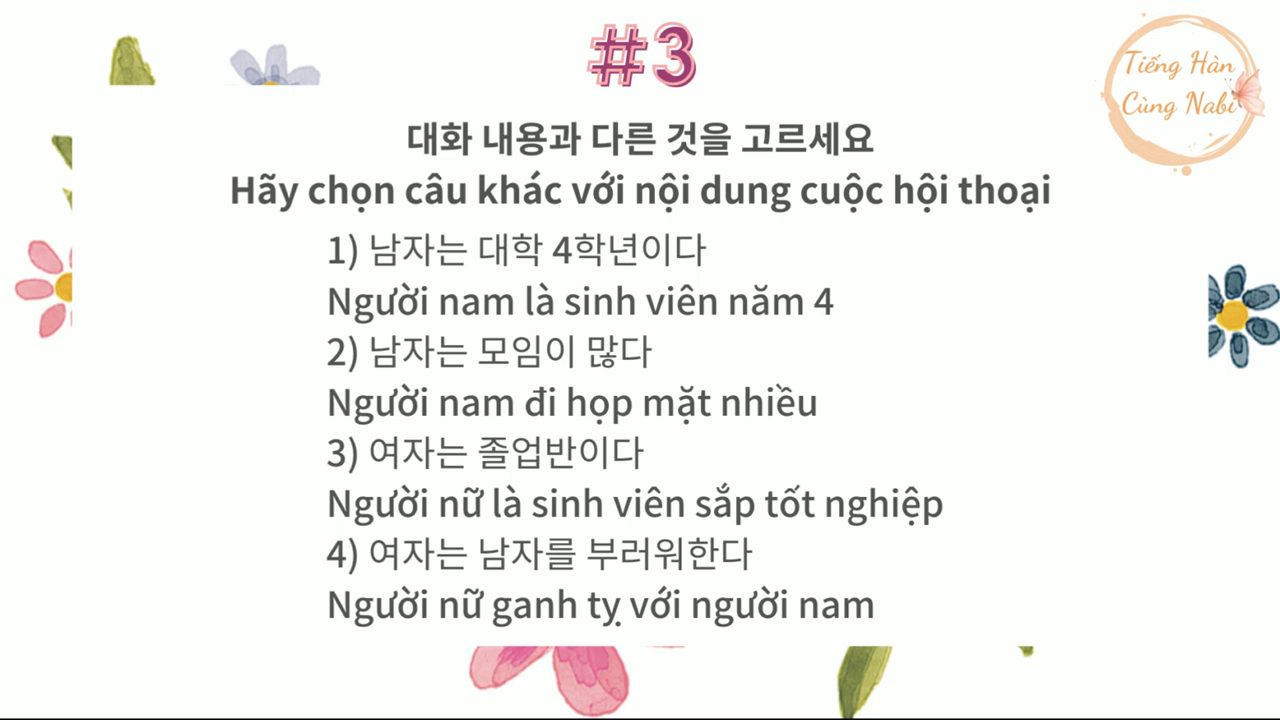 #3
Tiếng Hàn
Cùng Nabi
대화 내용과 다른 것을 고르세요
Hãy chọn câu khác với nội dung cuộc hội thoại
1) 남자는 대학 4학년이다
Người nam là sinh viên năm 4
2) 남자는 모임이 많다
Người nam đi họp mặt nhiều
3) 여자는 졸업반이다
Người nữ là sinh viên sắp tốt nghiệp
4) 여자는 남자를 부러워한다
Người nữ ganh tỵ với người nam